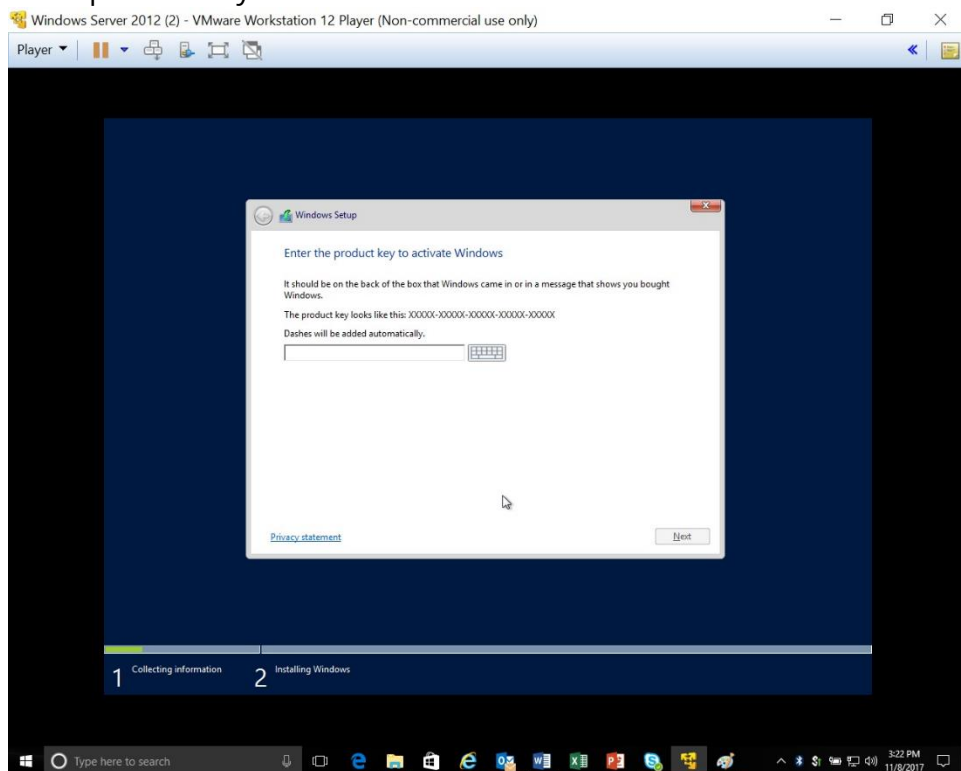 Windows Server 2012 (2) - VMware Workstation 12 Player (Non-commercial use only)
Player
Windows Setup
Enter the product key to activate Windows
It should be on the back of the box that Windows came in or in a message that shows you bought
Windows.
The product key looks like this: XXXXX-XXXXX-XXXXX-XXXXX-XXXXX
Dashes will be added automatically.
Privacy statement
Next
1 Collecting information 2 Installing Windows
Type here to search
3:22 PM
11/8/2017